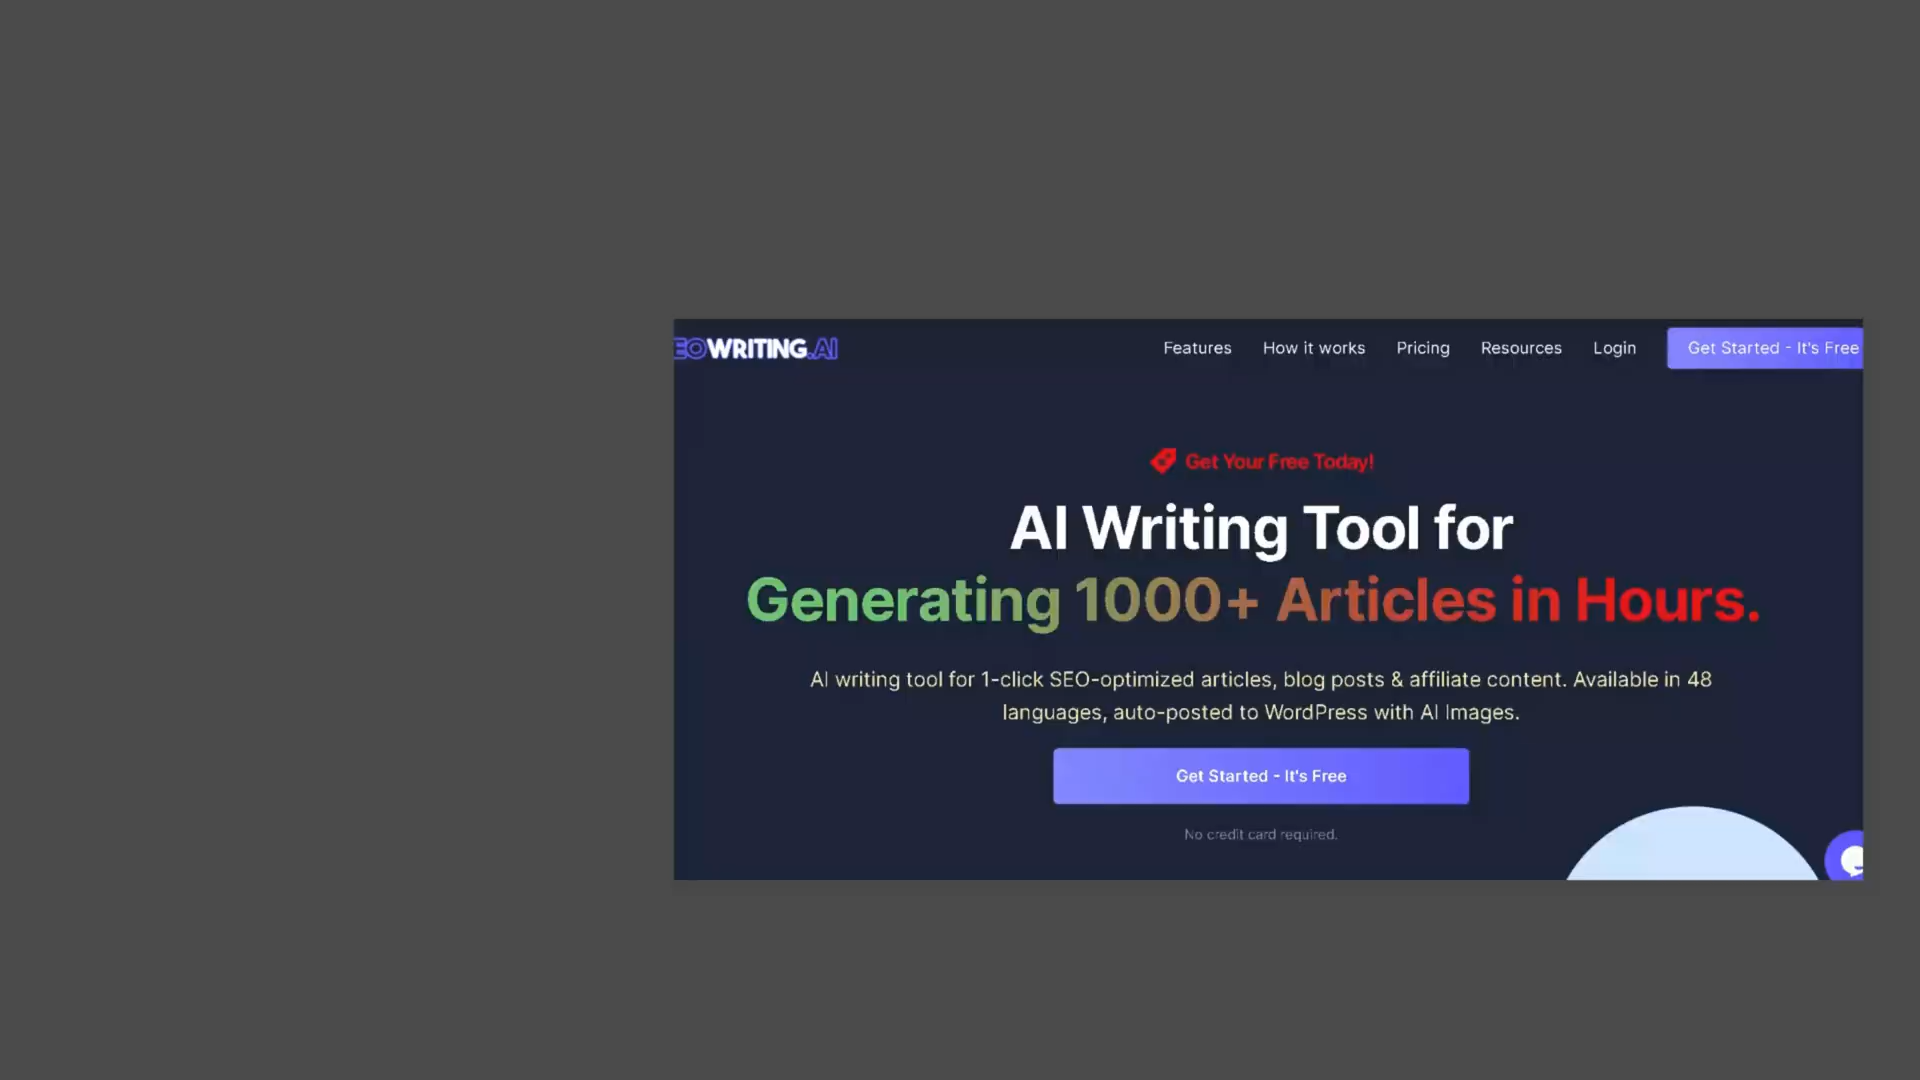 EOWRITING.AI
Features How it works Pricing Resources Login Get Started - It's Free
Get Your Free Today!
AI Writing Tool for
Generating 1000+ Articles in Hours.
AI writing tool for 1-click SEO-optimized articles, blog posts & affiliate content. Available in 48
languages, auto-posted to WordPress with AI Images.
Get Started - It's Free
No credit card required.